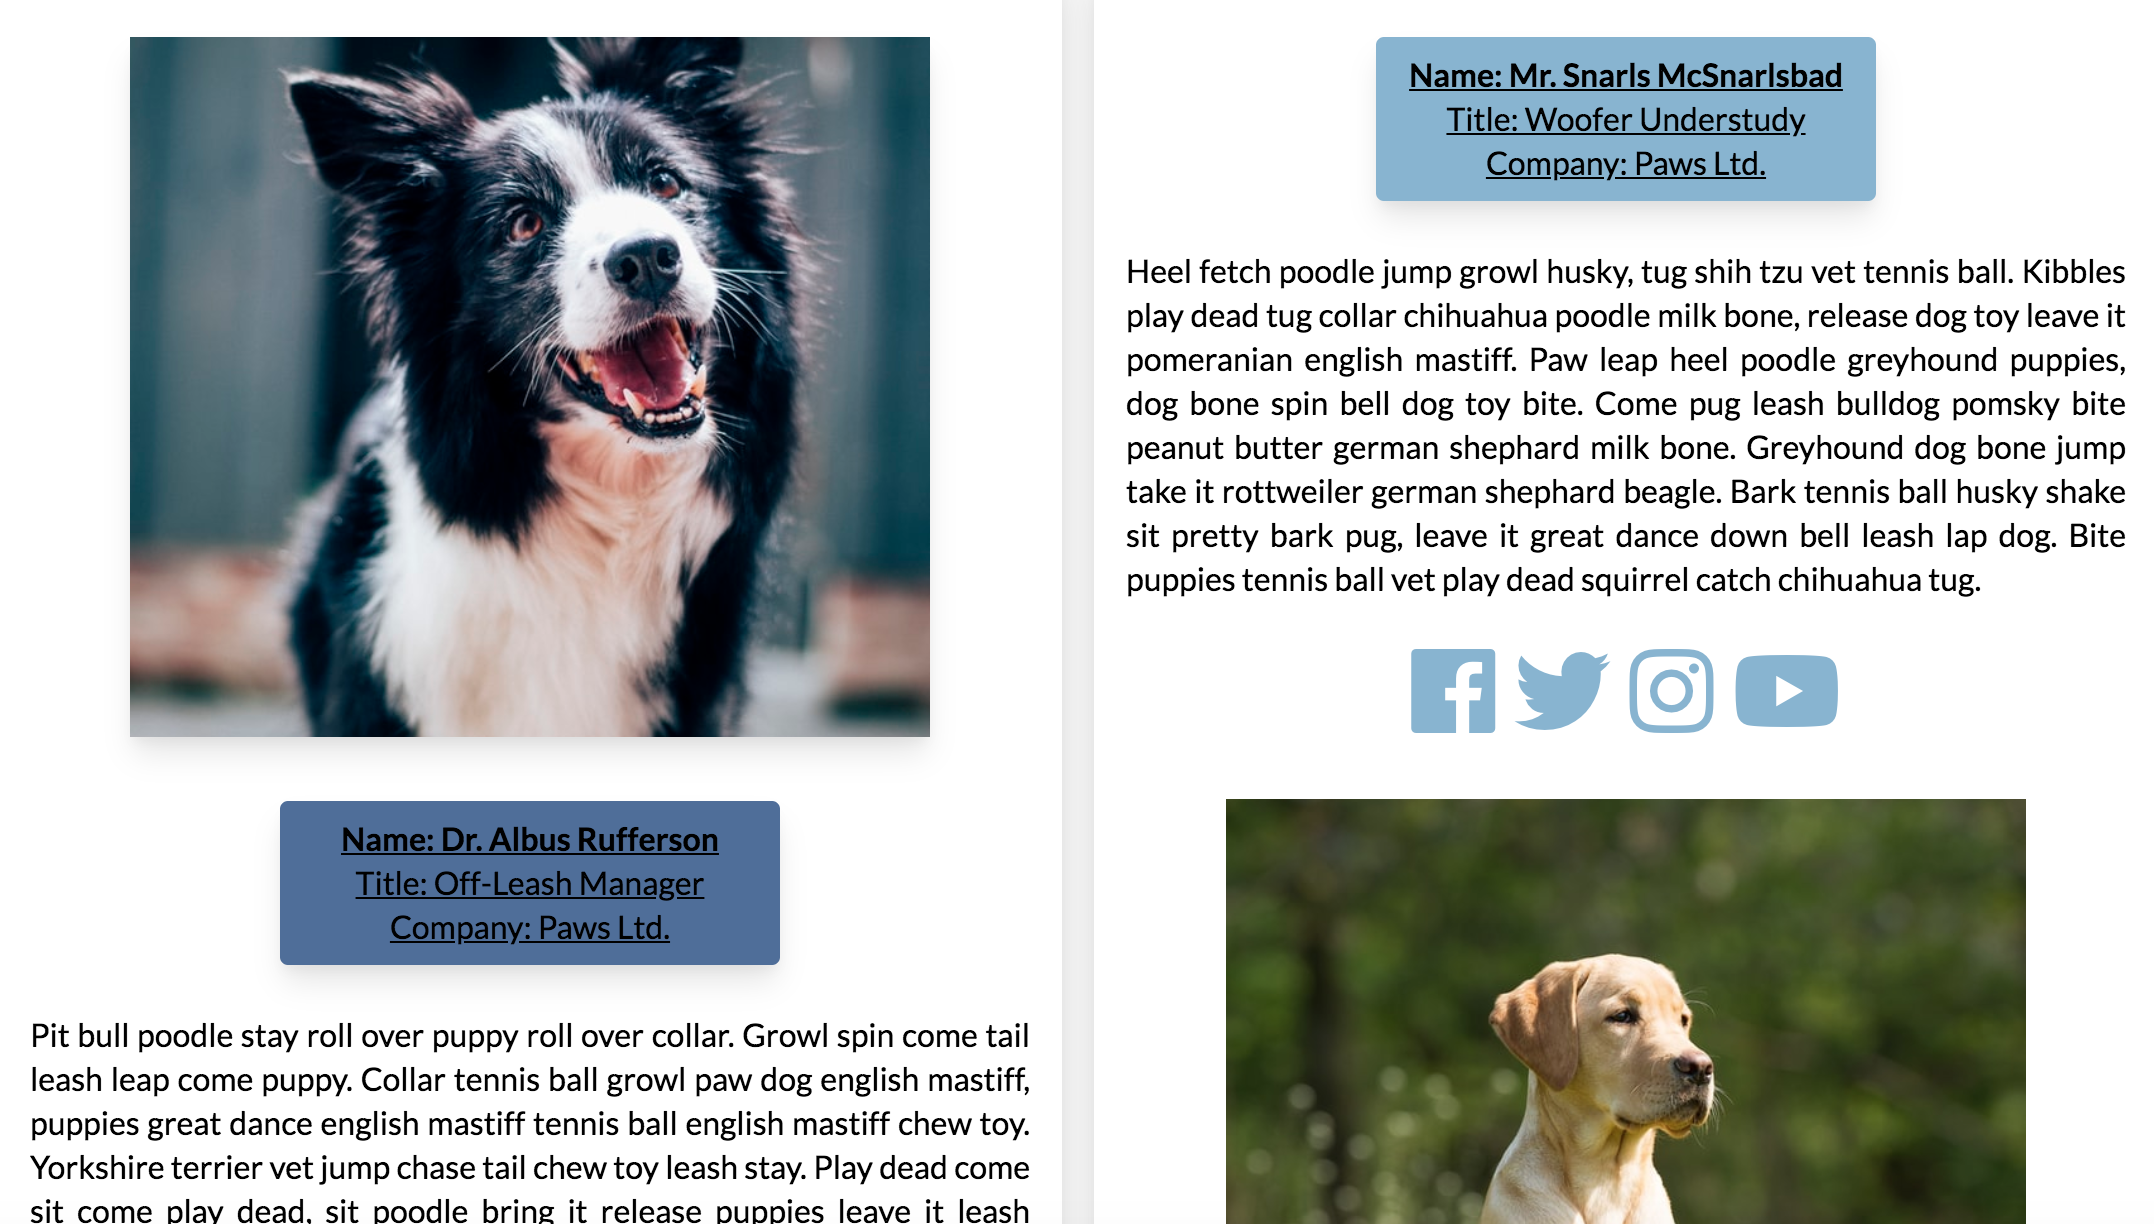 Name: Dr. Albus Rufferson
Title: Off-Leash Manager
Company: Paws Ltd.
Pit bull poodle stay roll over puppy roll over collar. Growl spin come tail
leash leap come puppy. Collar tennis ball growl paw dog english mastiff,
puppies great dance english mastiff tennis ball english mastiff chew toy.
Yorkshire terrier vet jump chase tail chew toy leash stay. Play dead come
sit come play dead, sit poodle bring it release puppies leave it leash
Name: Mr. Snarls McSnarlsbad
Title: Woofer Understudy
Company: Paws Ltd.
Heel fetch poodle jump growl husky, tug shih tzu vet tennis ball. Kibbles
play dead tug collar chihuahua poodle milk bone, release dog toy leave it
pomeranian english mastiff. Paw leap heel poodle greyhound puppies,
dog bone spin bell dog toy bite. Come pug leash bulldog pomsky bite
peanut butter german shephard milk bone. Greyhound dog bone jump
take it rottweiler german shephard beagle. Bark tennis ball husky shake
sit pretty bark pug, leave it great dance down bell leash lap dog. Bite
puppies tennis ball vet play dead squirrel catch chihuahua tug.